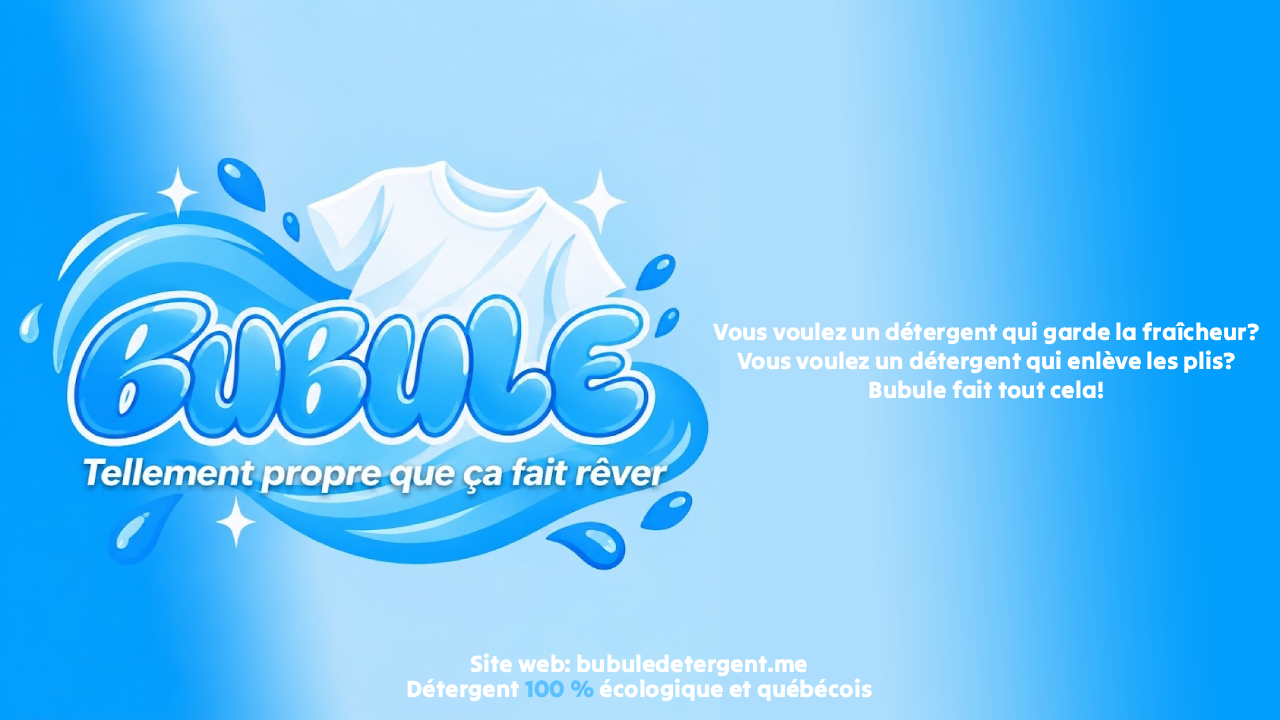 BUBULE
Tellement propre que ça fait rêver
Vous voulez un détergent qui garde la fraîcheur?
Vous voulez un détergent qui enlève les plis?
Bubule fait tout cela!
Site web: bubuledetergent.me
Détergent 100 % écologique et québécois